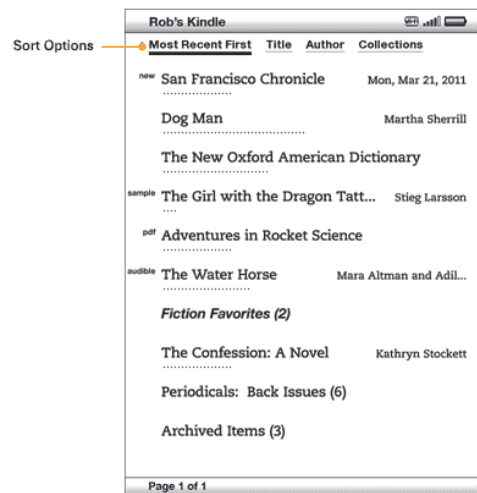 Rob's Kindle
Sort Options
Most Recent First Title Author Collections
new San Francisco Chronicle Mon, Mar 21, 2011
Dog Man Martha Sherrill
The New Oxford American Dictionary
sample The Girl with the Dragon Tatt... Stieg Larsson
pdf Adventures in Rocket Science
audible The Water Horse Mara Altman and Adil...
Fiction Favorites (2)
The Confession: A Novel Kathryn Stockett
Periodicals: Back Issues (6)
Archived Items (3)
Page 1 of 1